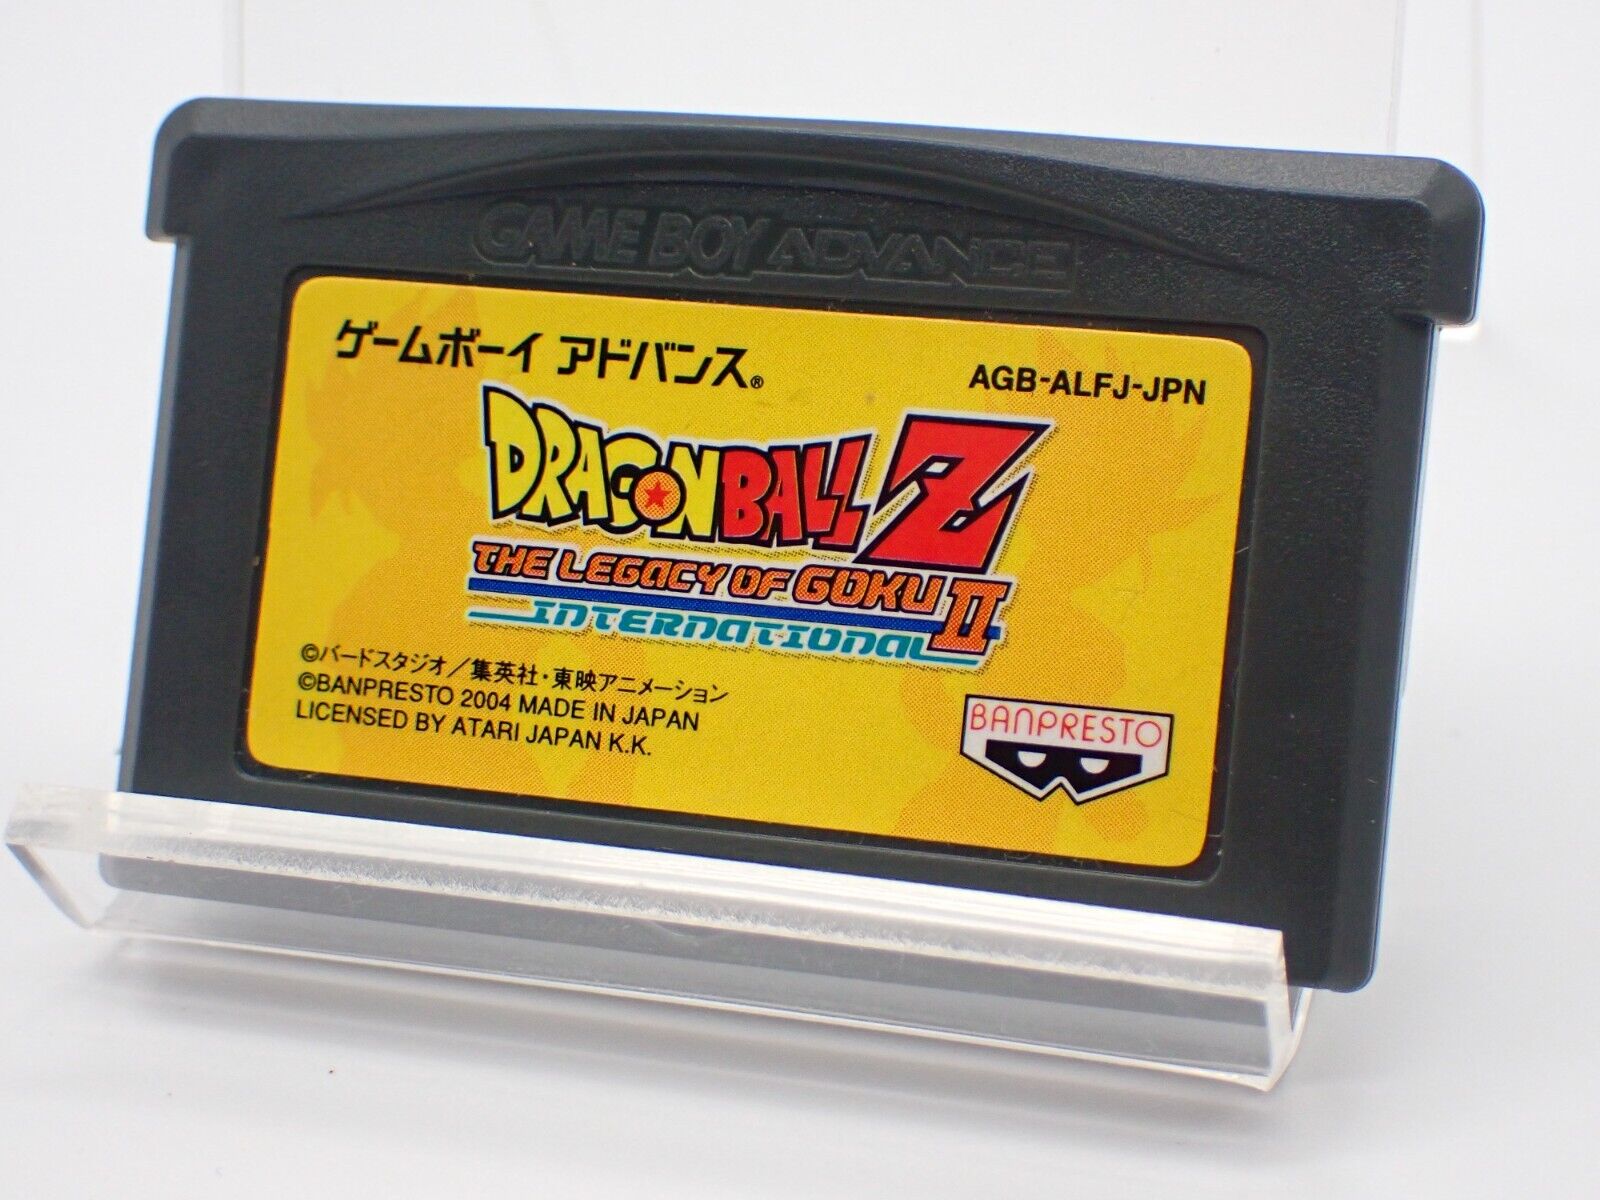 GAME BOY ADVANCE
ゲームボーイ アドバンス®
AGB-ALFJ-JPN
DRAGON BALL Z
THE LEGACY OF GOKU II
INTERNATIONAL
©バードスタジオ／集英社・東映アニメーション
©BANPRESTO 2004 MADE IN JAPAN
LICENSED BY ATARI JAPAN K.K.
BANPRESTO